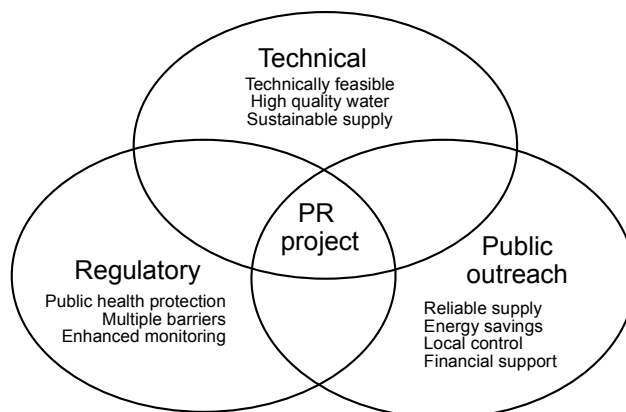 Technical
Technically feasible
High quality water
Sustainable supply
PR
project
Regulatory
Public health protection
Multiple barriers
Enhanced monitoring
Public
outreach
Reliable supply
Energy savings
Local control
Financial support